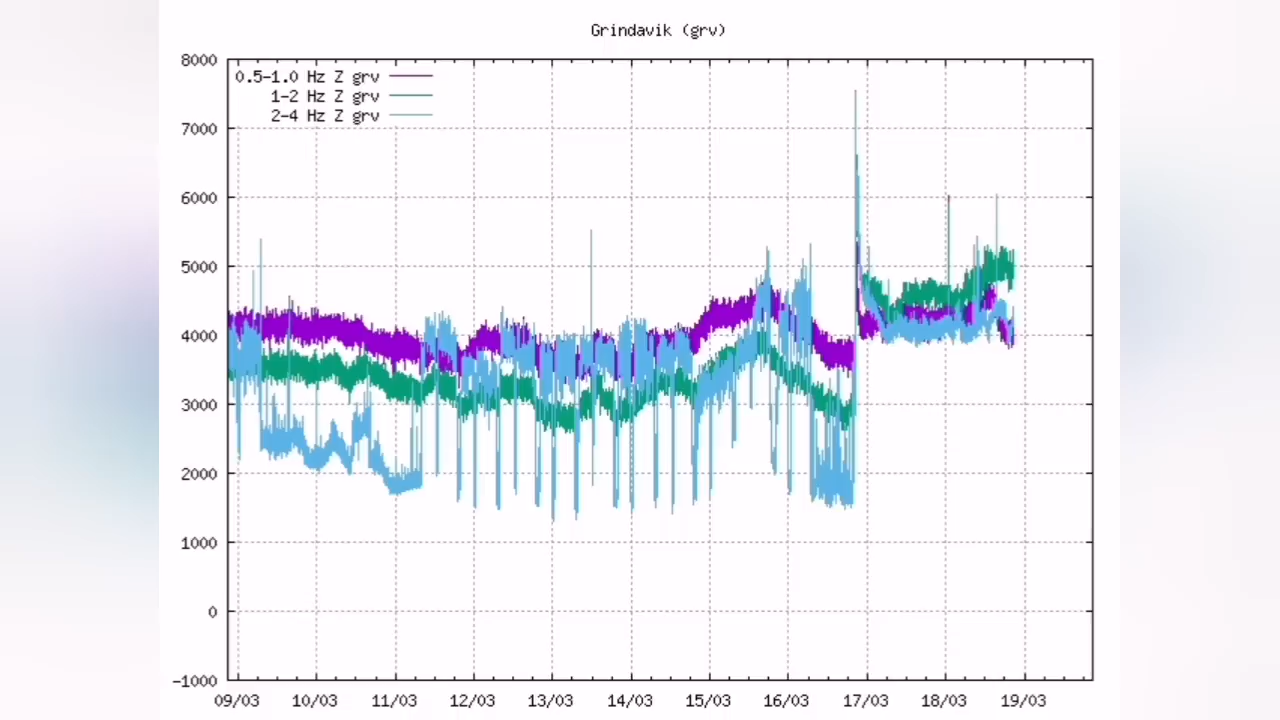 Grindavik (grv)
8000
0.5-1.0 Hz Z grv
1-2 Hz Z grv
2-4 Hz Z grv
7000
6000
5000
4000
3000
2000
1000
0
-1000
09/03 10/03 11/03 12/03 13/03 14/03 15/03 16/03 17/03 18/03 19/03